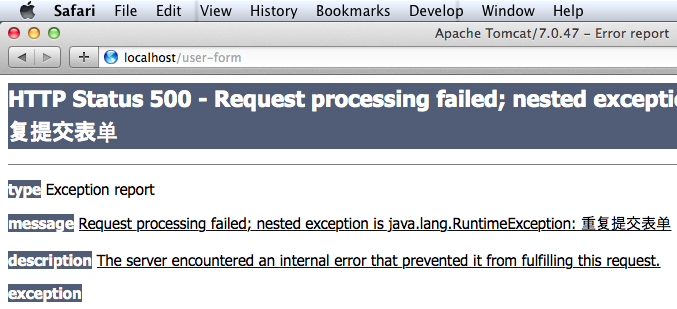 Safari File Edit View History Bookmarks Develop Window Help
Apache Tomcat/7.0.47 - Error report
localhost/user-form
HTTP Status 500 - Request processing failed; nested
复提交表单
type Exception report
message Request processing failed; nested exception is java.lang.RuntimeException: 重复提交表单
description The server encountered an internal error that prevented it from fulfilling this request.
exception